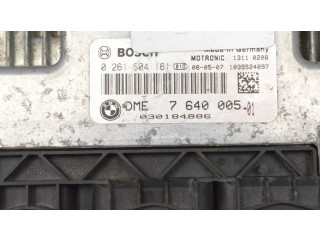 BOSCH Made in Germany
MOTRONIC 1311 0208
0 261 S04 161 08-05-07 1039S24097
DME 7 640 005-01
030184886